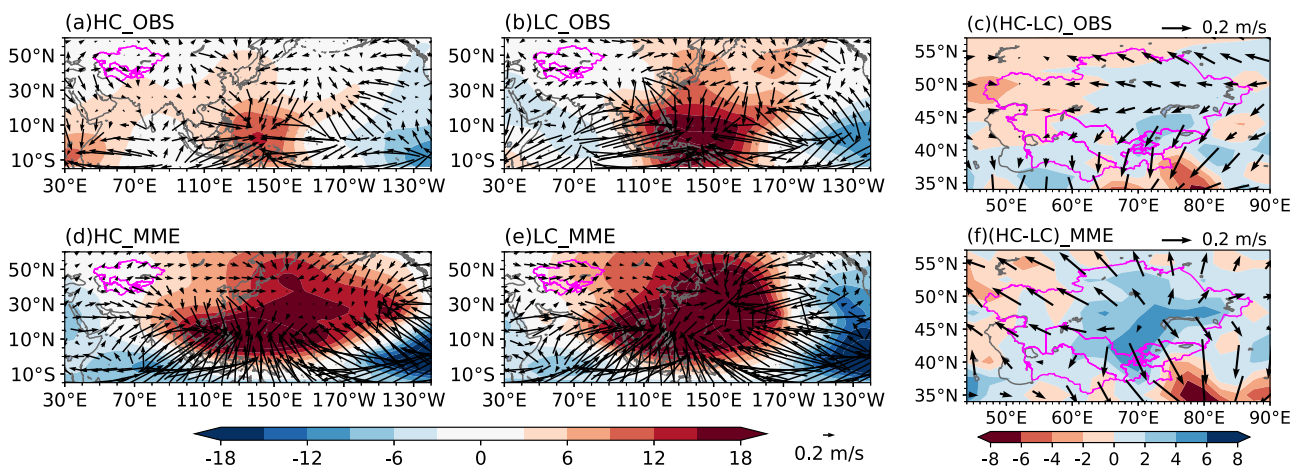 (a)HC_OBS
(b)LC_OBS
(c)(HC-LC)_OBS 0.2 m/s
50°N
30°N
10°N
10°S
30°E 70°E 110°E 150°E 170°W 130°W
50°N
30°N
10°N
10°S
30°E 70°E 110°E 150°E 170°W 130°W
55°N
50°N
45°N
40°N
35°N
50°E 60°E 70°E 80°E 90°E
(d)HC_MME
(e)LC_MME
(f)(HC-LC)_MME 0.2 m/s
50°N
30°N
10°N
10°S
30°E 70°E 110°E 150°E 170°W 130°W
50°N
30°N
10°N
10°S
30°E 70°E 110°E 150°E 170°W 130°W
55°N
50°N
45°N
40°N
35°N
50°E 60°E 70°E 80°E 90°E
-18 -12 -6 0 6 12 18
0.2 m/s
-8 -6 -4 -2 0 2 4 6 8